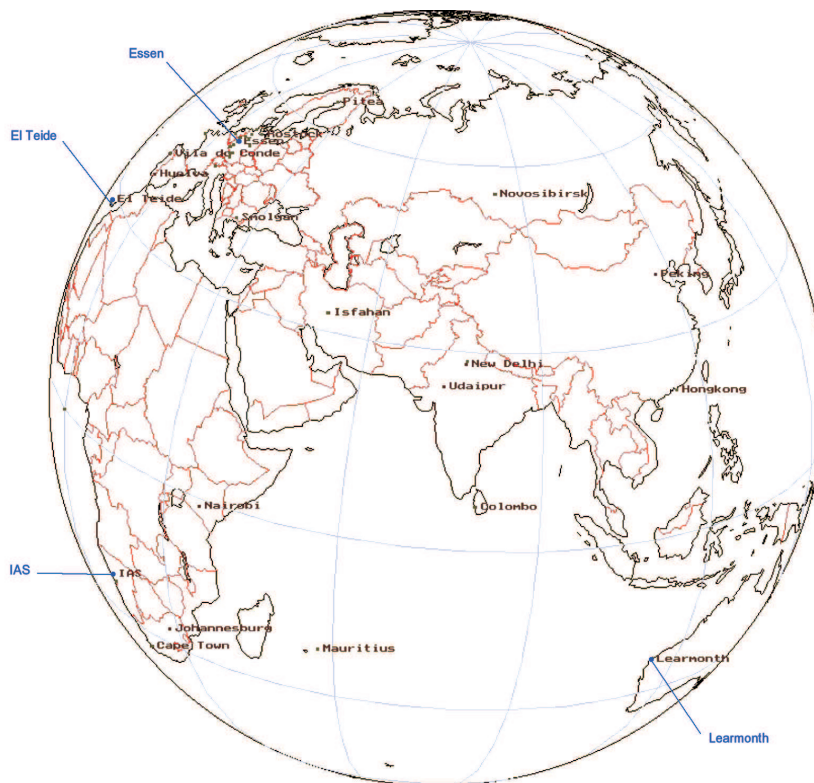 Essen
Pitea
El Teide
Rostock
Essen
Vila do Conde
Huelva
El Teide
Novosibirsk
Smolgan
Peking
Isfahan
New Delhi
Udaipur
Hongkong
Nairobi
Colombo
IAS
IAS
Johannesburg
Cape Town
Mauritius
Learmonth
Learmonth